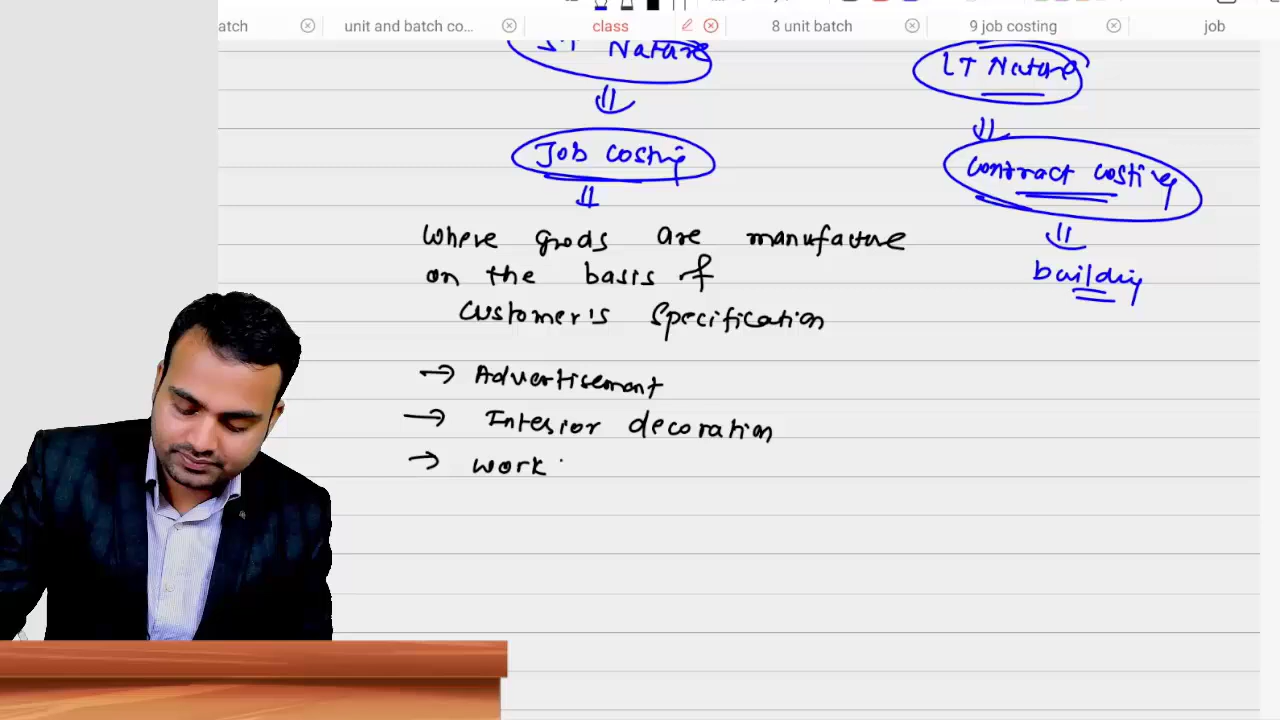 atch unit and batch co... class 8 unit batch 9 job costing job
ST Nature
LT Nature
Job costing
contract costing
Where goods are manufacture
on the basis of
building
customer's specification
→ Advertisement
→ Interior decoration
→ work